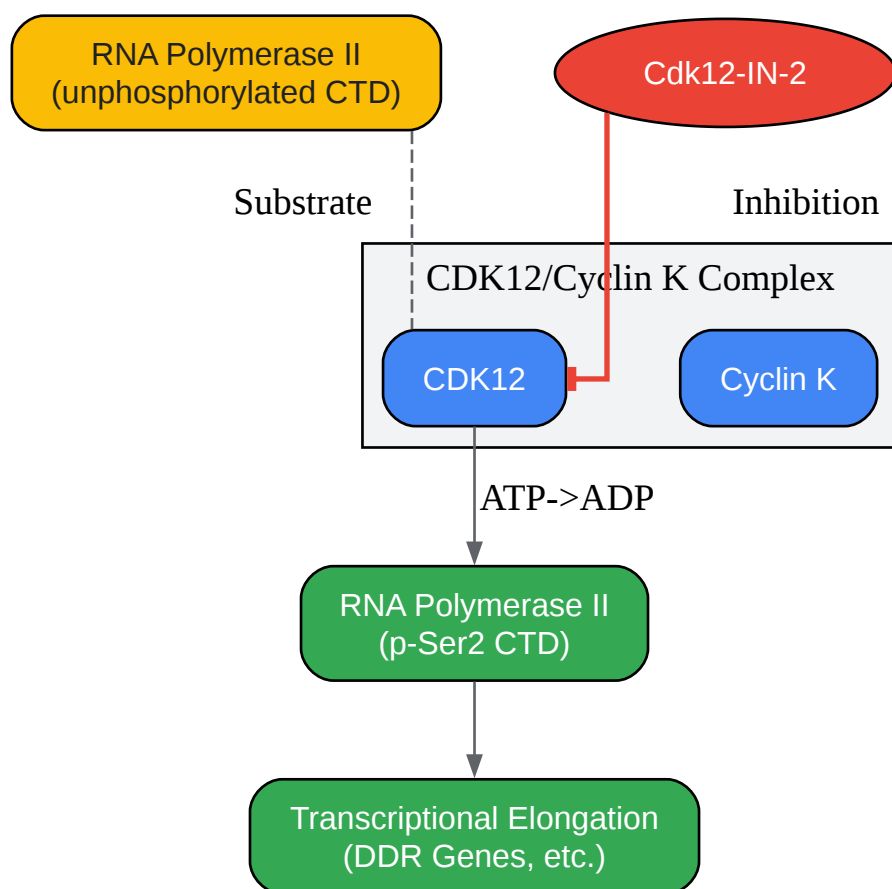 RNA Polymerase II
(unphosphorylated CTD)
Cdk12-IN-2
Substrate
Inhibition
CDK12/Cyclin K Complex
CDK12
Cyclin K
ATP->ADP
RNA Polymerase II
(p-Ser2 CTD)
Transcriptional Elongation
(DDR Genes, etc.)